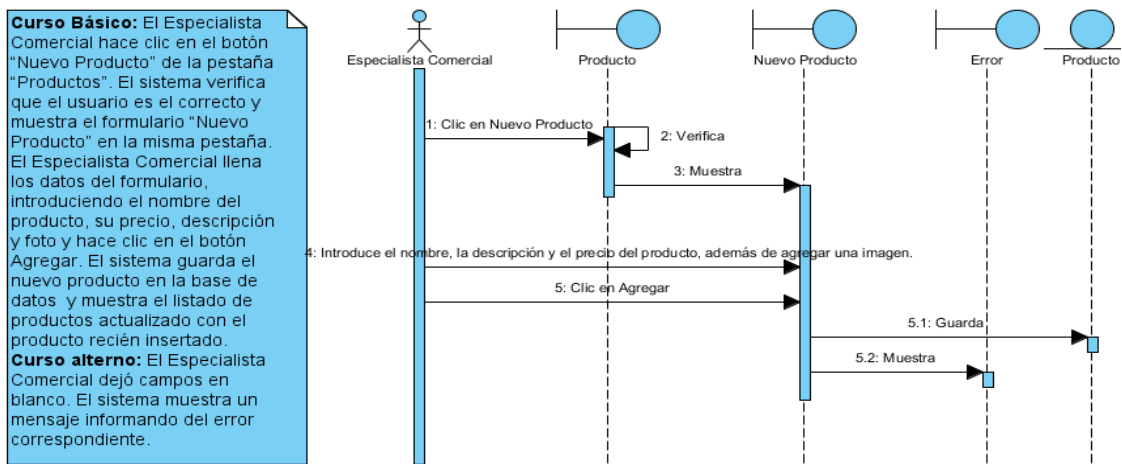 Curso Básico: El Especialista
Comercial hace clic en el botón
“Nuevo Producto” de la pestaña
“Productos”. El sistema verifica
que el usuario es el correcto y
muestra el formulario “Nuevo
Producto” en la misma pestaña.
El Especialista Comercial llena
los datos del formulario,
introduciendo el nombre del
producto, su precio, descripción
y foto y hace clic en el botón
Agregar. El sistema guarda el
nuevo producto en la base de
datos y muestra el listado de
productos actualizado con el
producto recién insertado.
Curso alterno: El Especialista
Comercial dejó campos en
blanco. El sistema muestra un
mensaje informando del error
correspondiente.
Especialista Comercial
Producto
Nuevo Producto
Error
Producto
1: Clic en Nuevo Producto
2: Verifica
3: Muestra
4: Introduce el nombre, la descripción y el precio del producto, además de agregar una imagen.
5: Clic en Agregar
5.1: Guarda
5.2: Muestra